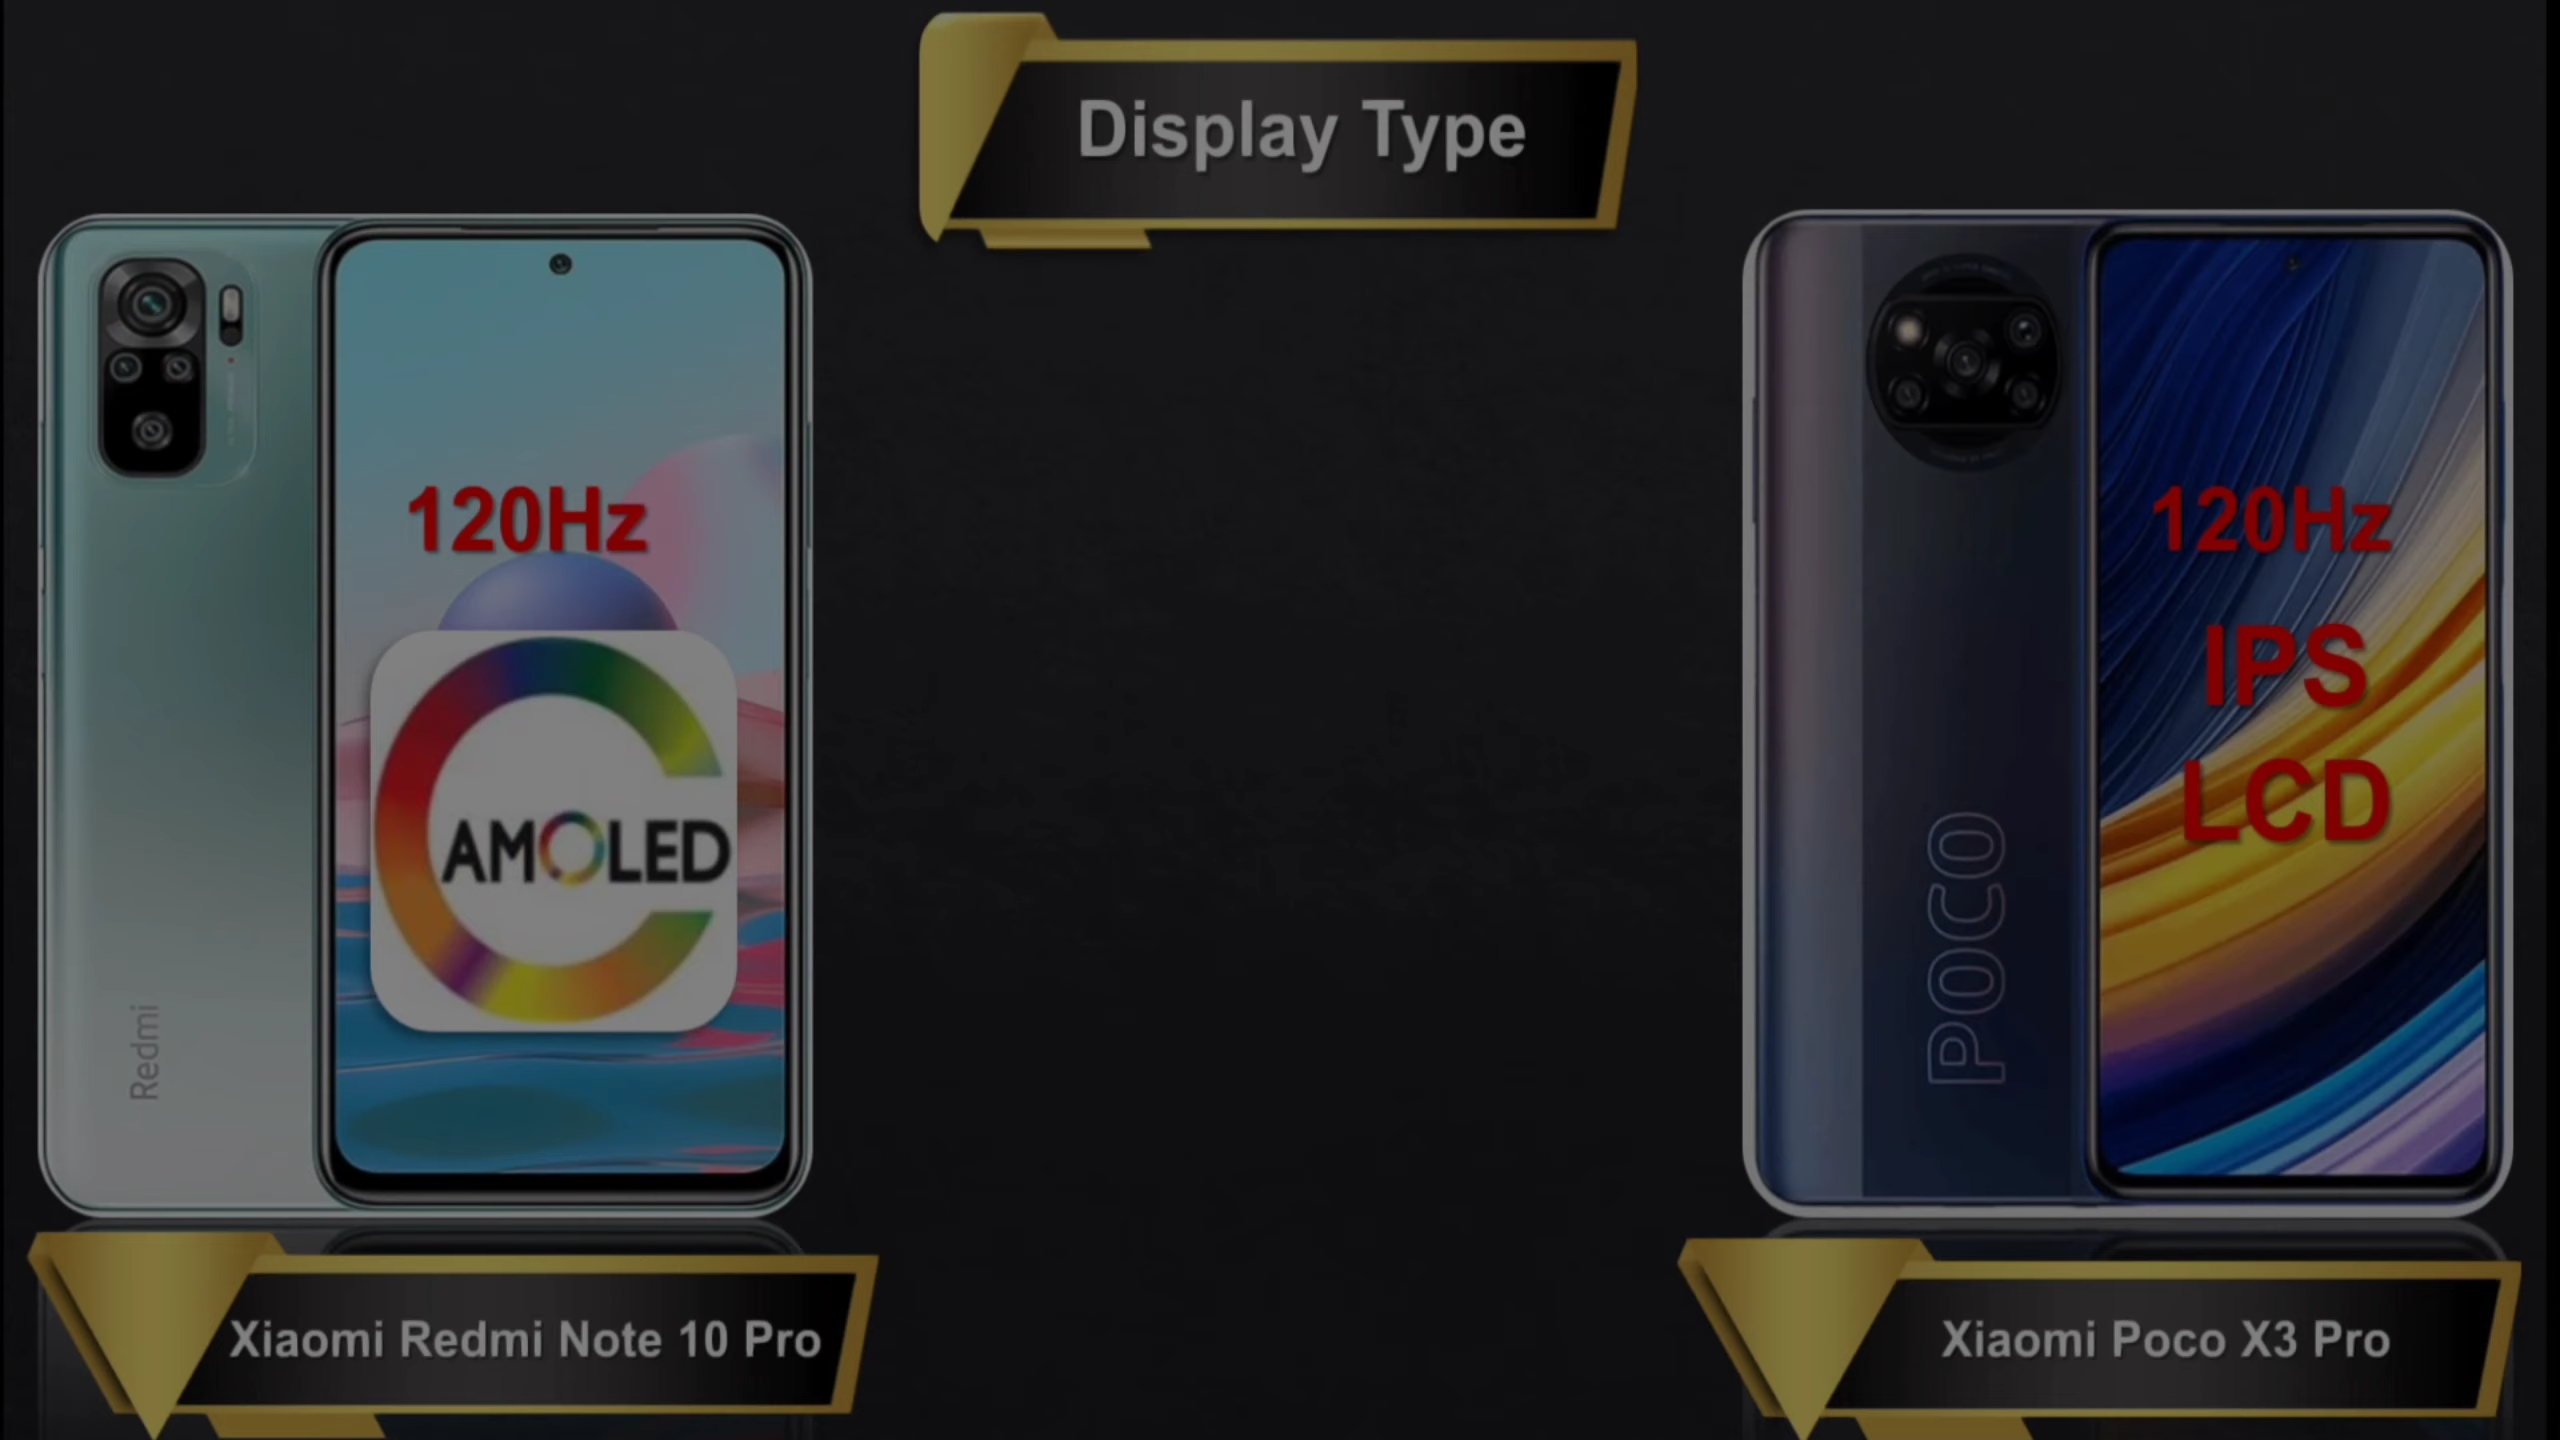 Display Type
120Hz
AMOLED
Redmi
Xiaomi Redmi Note 10 Pro
120Hz
IPS
LCD
POCO
Xiaomi Poco X3 Pro